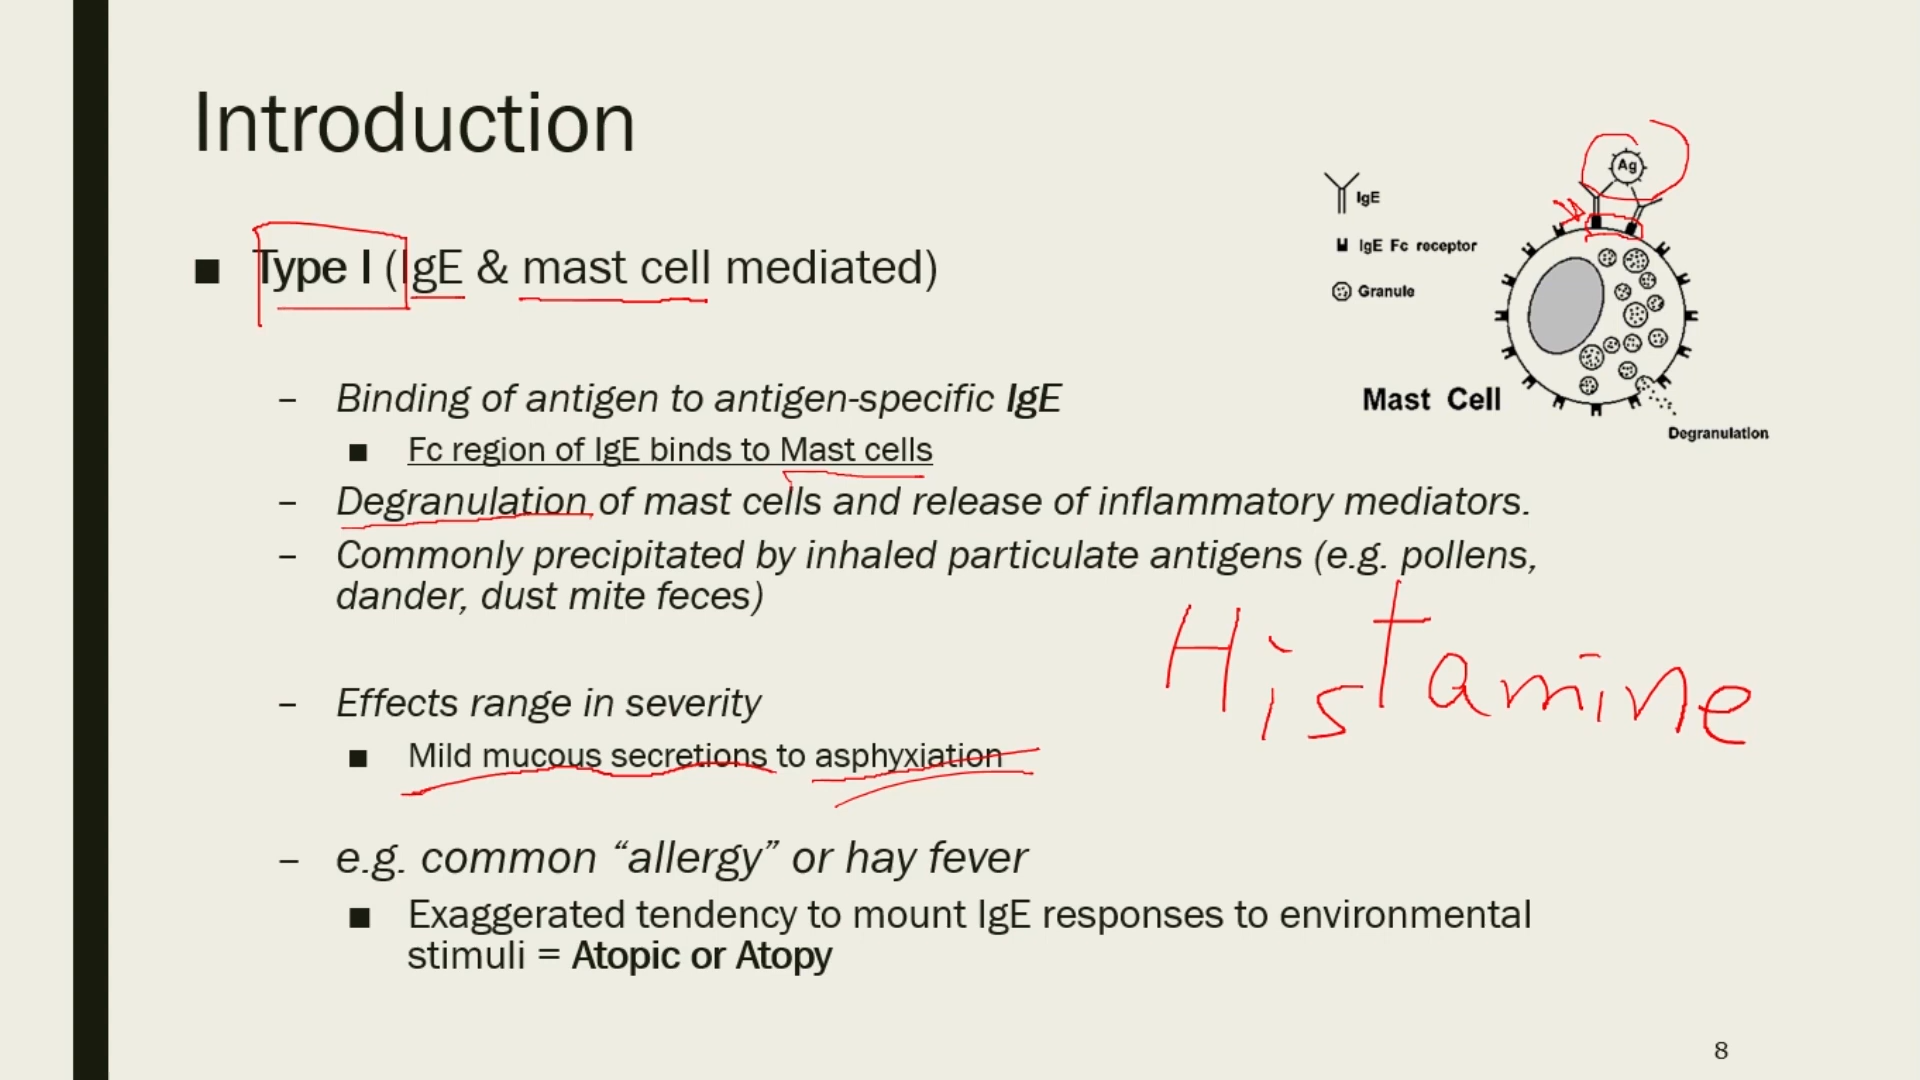 Introduction
■ Type I (IgE & mast cell mediated)
– Binding of antigen to antigen-specific IgE
■ Fc region of IgE binds to Mast cells
– Degranulation of mast cells and release of inflammatory mediators.
– Commonly precipitated by inhaled particulate antigens (e.g. pollens,
dander, dust mite feces)
– Effects range in severity
■ Mild mucous secretions to asphyxiation
– e.g. common “allergy” or hay fever
■ Exaggerated tendency to mount IgE responses to environmental
stimuli = Atopic or Atopy
Ag
IgE
IgE Fc receptor
Granule
Mast Cell
Degranulation
Histamine
8